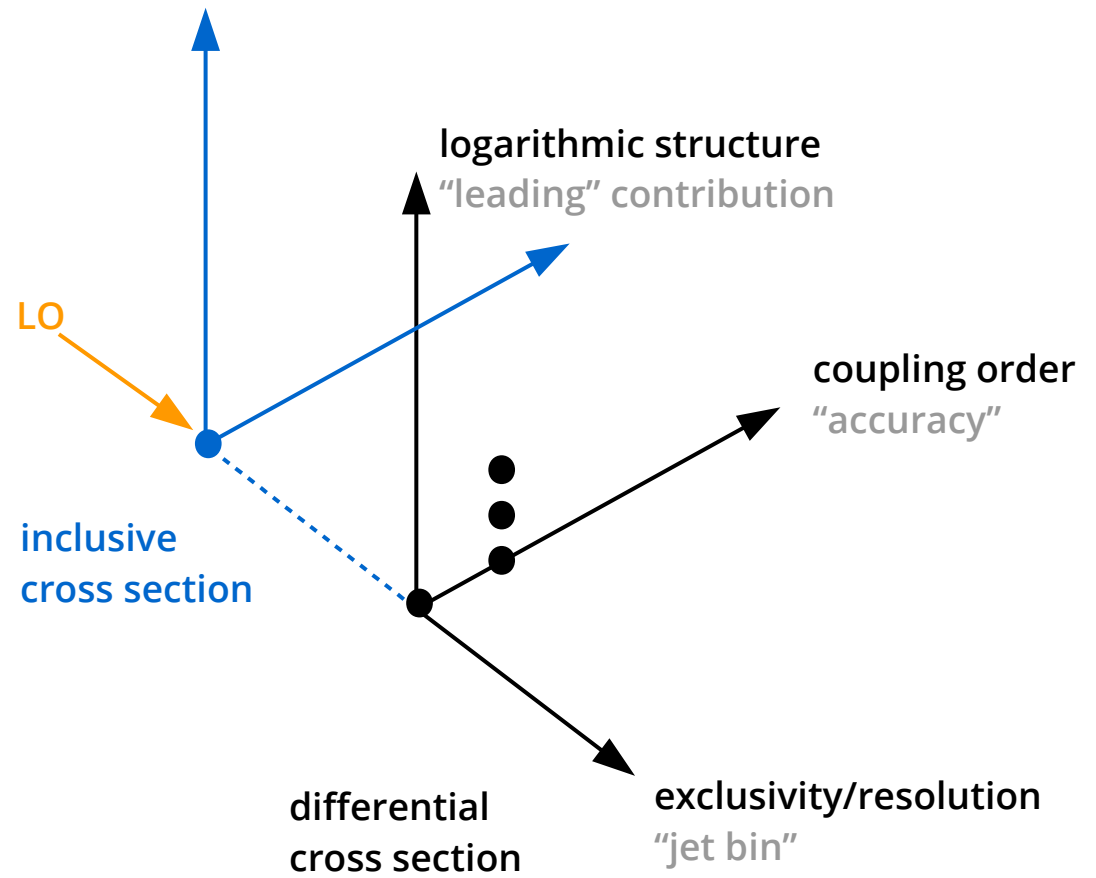 logarithmic structure
“leading” contribution
LO
coupling order
“accuracy”
inclusive
cross section
differential
cross section
exclusivity/resolution
“jet bin”